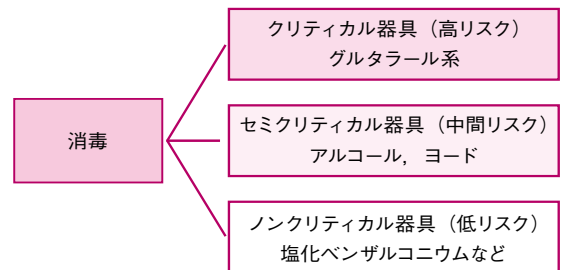 消毒
クリティカル器具（高リスク）
グルタラール系
セミクリティカル器具（中間リスク）
アルコール，ヨード
ノンクリティカル器具（低リスク）
塩化ベンザルコニウムなど